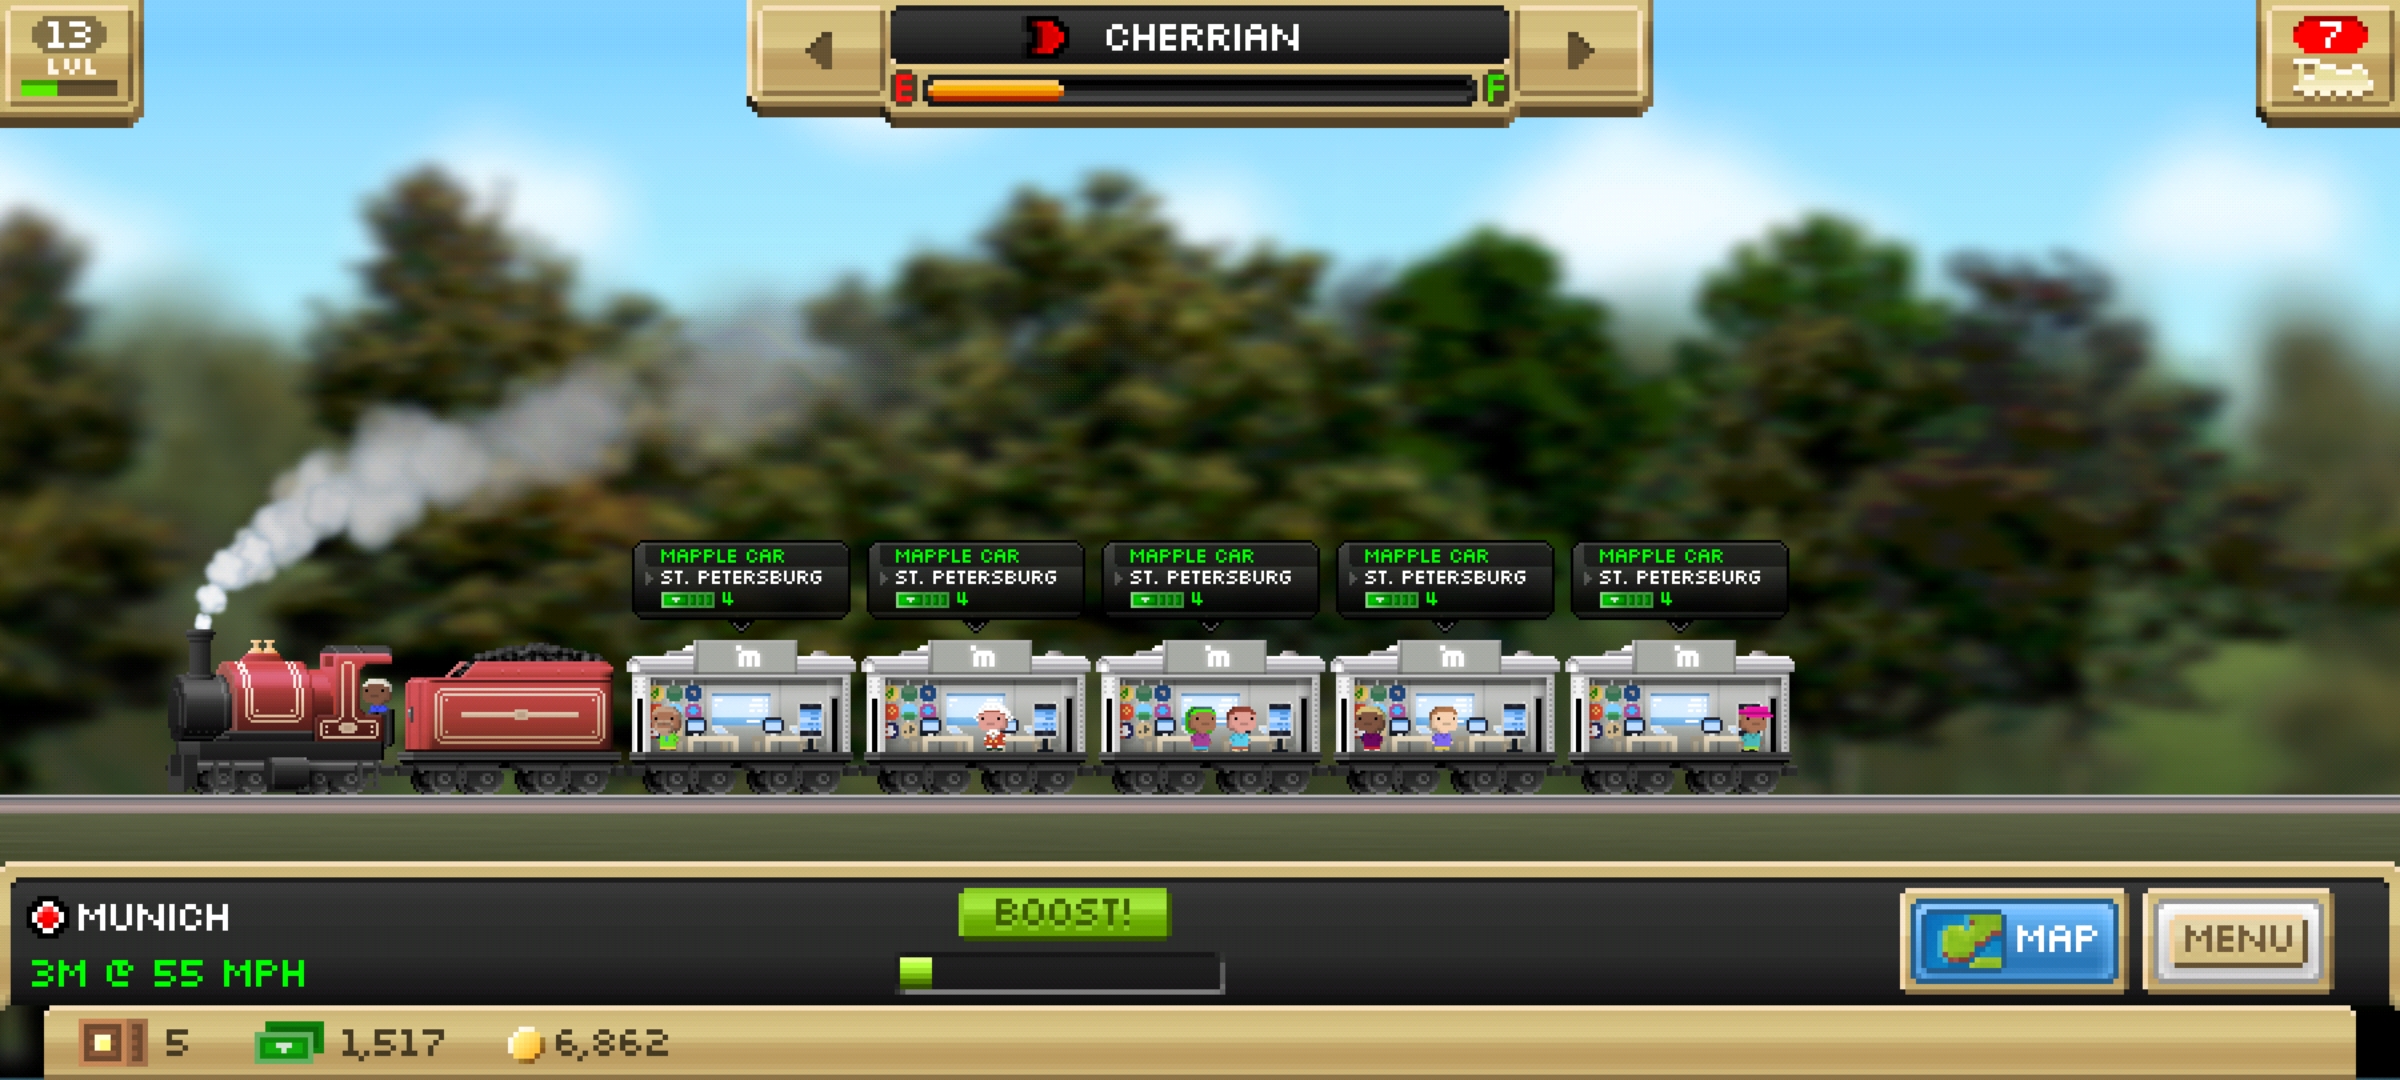 13
LVL
CHERRIAN
E F
7
MAPPLE CAR
ST. PETERSBURG
4
MAPPLE CAR
ST. PETERSBURG
4
MAPPLE CAR
ST. PETERSBURG
4
MAPPLE CAR
ST. PETERSBURG
4
MAPPLE CAR
ST. PETERSBURG
4
m
m
m
m
m
MUNICH
3M @ 55 MPH
BOOST!
MAP
MENU
5
1,517
6,862